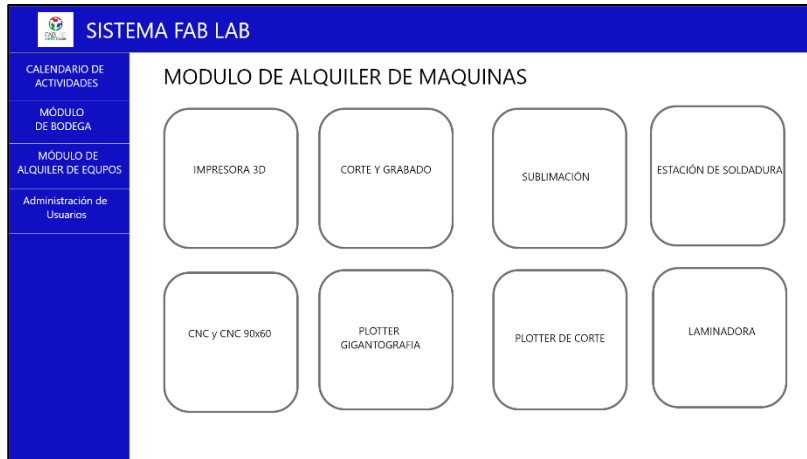 SISTEMA FAB LAB
CALENDARIO DE
ACTIVIDADES
MÓDULO
DE BODEGA
MÓDULO DE
ALQUILER DE EQUPOS
Administración de
Usuarios
MODULO DE ALQUILER DE MAQUINAS
IMPRESORA 3D
CORTE Y GRABADO
SUBLIMACIÓN
ESTACIÓN DE SOLDADURA
CNC y CNC 90x60
PLOTTER
GIGANTOGRAFIA
PLOTTER DE CORTE
LAMINADORA